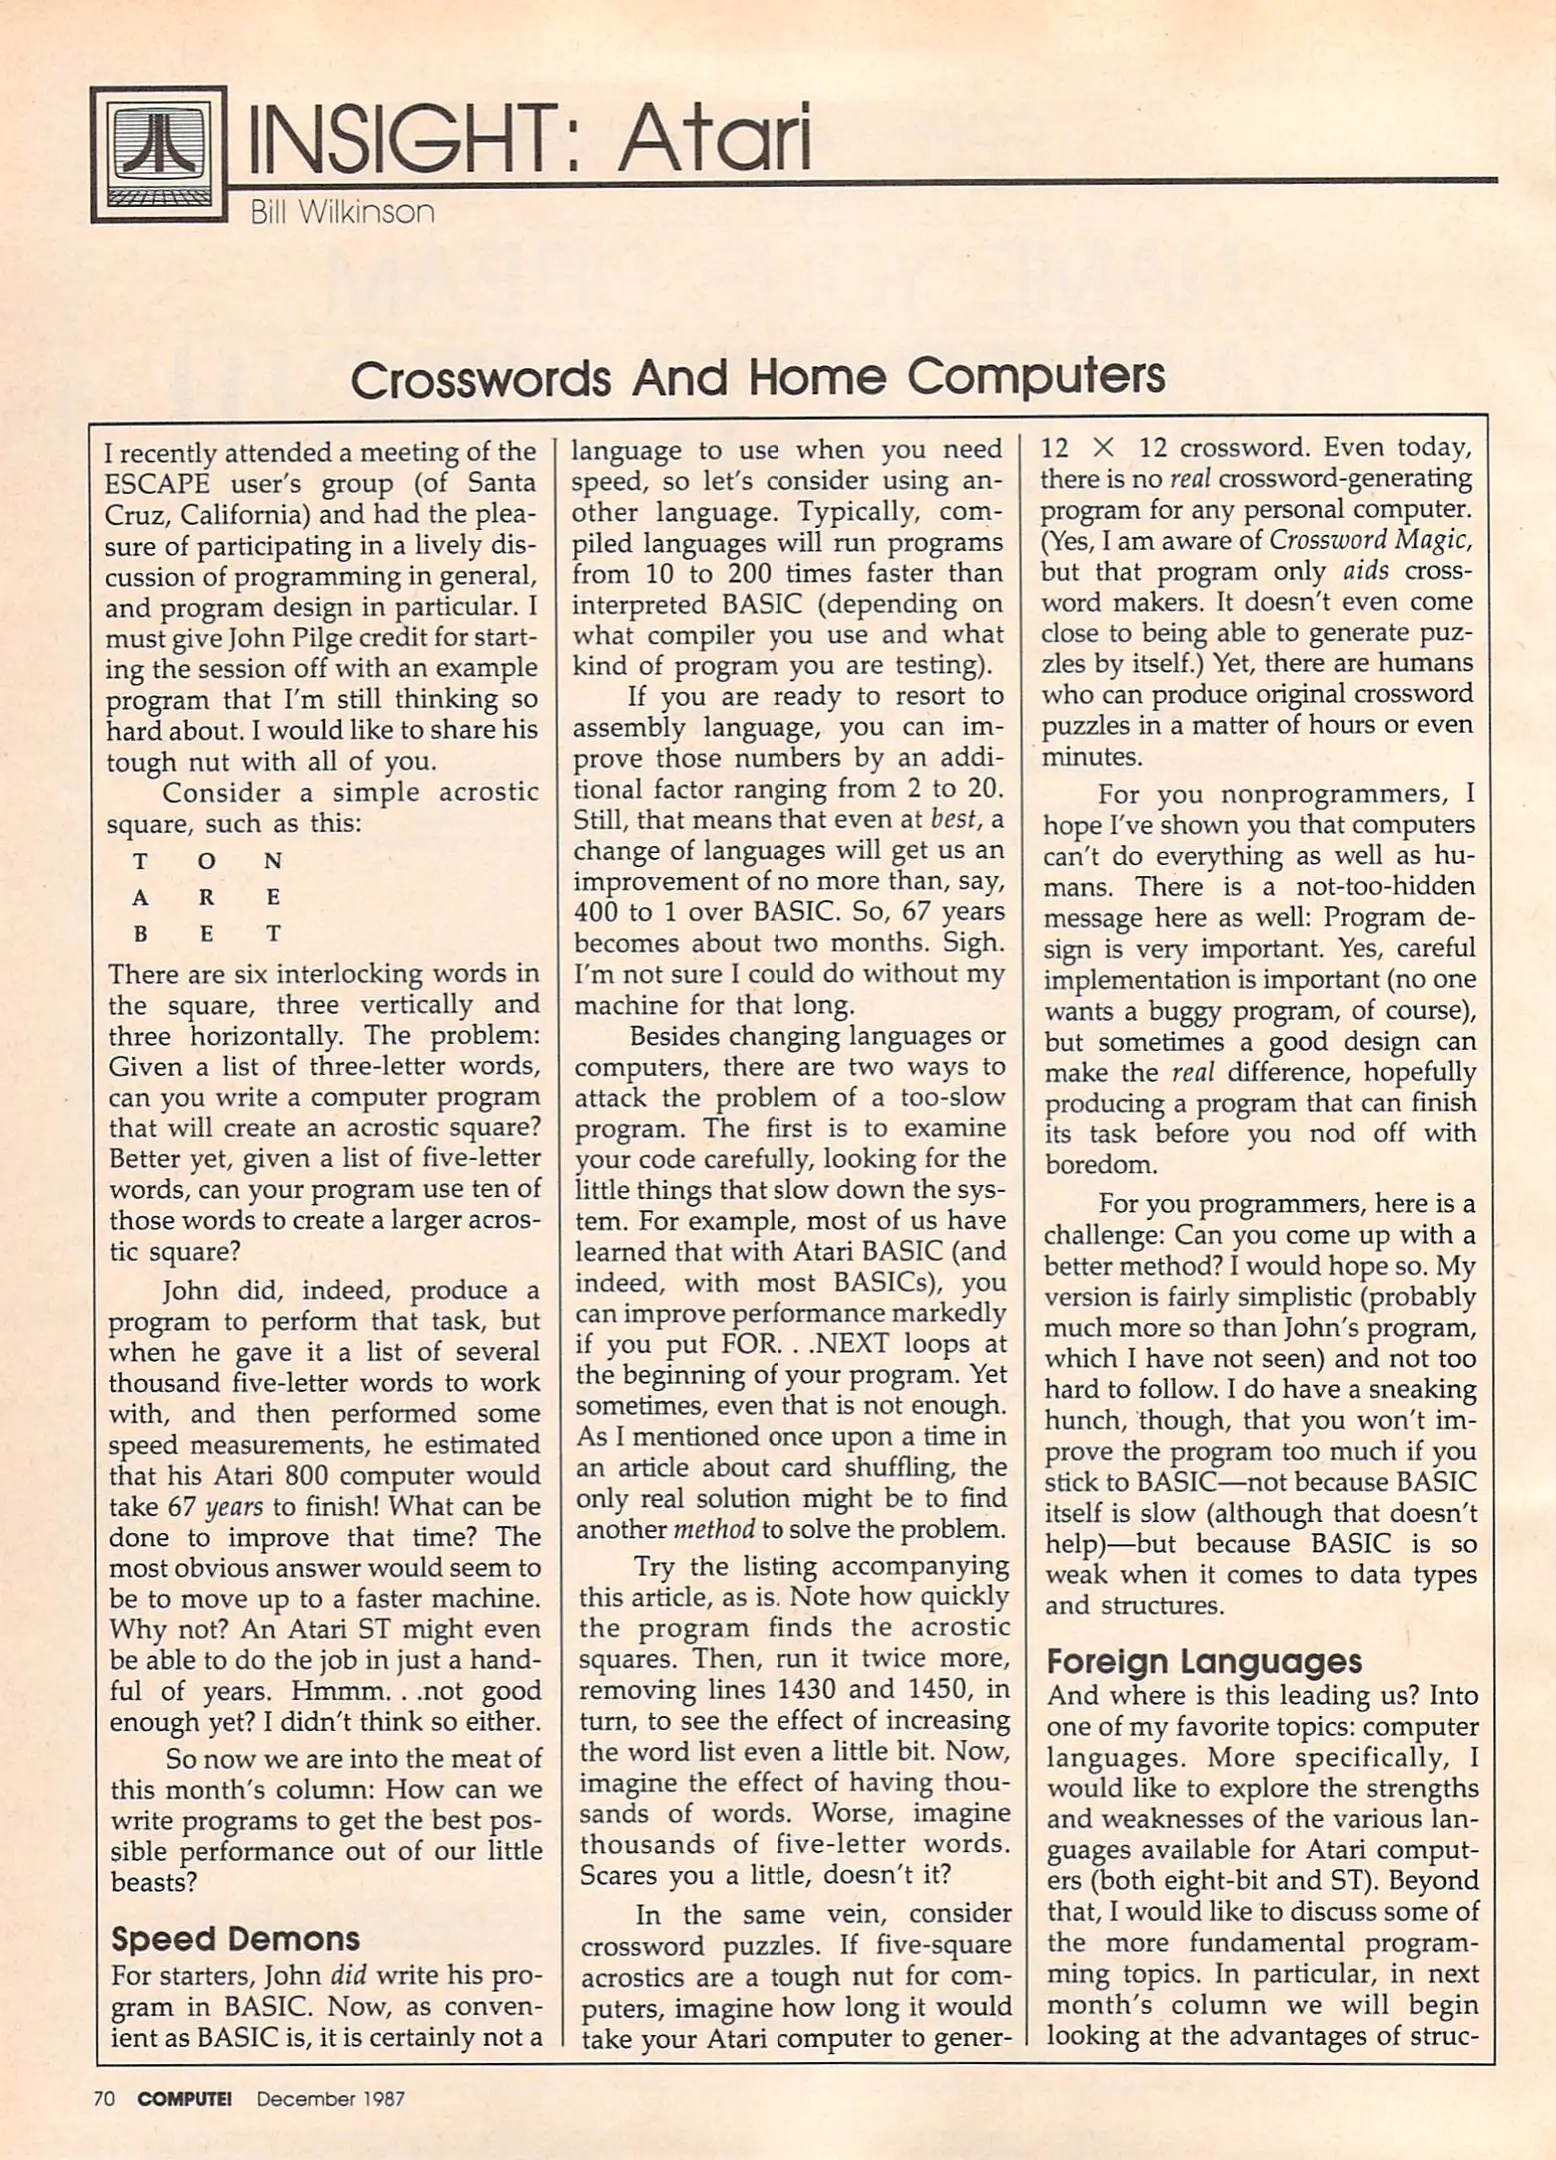 INSIGHT: Atari
Bill Wilkinson
Crosswords And Home Computers
I recently attended a meeting of the
ESCAPE user's group (of Santa
Cruz, California) and had the plea-
sure of participating in a lively dis-
cussion of programming in general,
and program design in particular. I
must give John Pilge credit for start-
ing the session off with an example
program that I'm still thinking so
hard about. I would like to share his
tough nut with all of you.
Consider a simple acrostic
square, such as this:
T O N
A R E
B E T
There are six interlocking words in
the square, three vertically and
three horizontally. The problem:
Given a list of three-letter words,
can you write a computer program
that will create an acrostic square?
Better yet, given a list of five-letter
words, can your program use ten of
those words to create a larger acros-
tic square?
John did, indeed, produce a
program to perform that task, but
when he gave it a list of several
thousand five-letter words to work
with, and then performed some
speed measurements, he estimated
that his Atari 800 computer would
take 67 years to finish! What can be
done to improve that time? The
most obvious answer would seem to
be to move up to a faster machine.
Why not? An Atari ST might even
be able to do the job in just a hand-
ful of years. Hmmm. . .not good
enough yet? I didn't think so either.
So now we are into the meat of
this month's column: How can we
write programs to get the best pos-
sible performance out of our little
beasts?
Speed Demons
For starters, John did write his pro-
gram in BASIC. Now, as conven-
ient as BASIC is, it is certainly not a
language to use when you need
speed, so let's consider using an-
other language. Typically, com-
piled languages will run programs
from 10 to 200 times faster than
interpreted BASIC (depending on
what compiler you use and what
kind of program you are testing).
If you are ready to resort to
assembly language, you can im-
prove those numbers by an addi-
tional factor ranging from 2 to 20.
Still, that means that even at best, a
change of languages will get us an
improvement of no more than, say,
400 to 1 over BASIC. So, 67 years
becomes about two months. Sigh.
I'm not sure I could do without my
machine for that long.
Besides changing languages or
computers, there are two ways to
attack the problem of a too-slow
program. The first is to examine
your code carefully, looking for the
little things that slow down the sys-
tem. For example, most of us have
learned that with Atari BASIC (and
indeed, with most BASICs), you
can improve performance markedly
if you put FOR. . .NEXT loops at
the beginning of your program. Yet
sometimes, even that is not enough.
As I mentioned once upon a time in
an article about card shuffling, the
only real solution might be to find
another method to solve the problem.
Try the listing accompanying
this article, as is. Note how quickly
the program finds the acrostic
squares. Then, run it twice more,
removing lines 1430 and 1450, in
turn, to see the effect of increasing
the word list even a little bit. Now,
imagine the effect of having thou-
sands of words. Worse, imagine
thousands of five-letter words.
Scares you a little, doesn't it?
In the same vein, consider
crossword puzzles. If five-square
acrostics are a tough nut for com-
puters, imagine how long it would
take your Atari computer to gener-
12 X 12 crossword. Even today,
there is no real crossword-generating
program for any personal computer.
(Yes, I am aware of Crossword Magic,
but that program only aids cross-
word makers. It doesn't even come
close to being able to generate puz-
zles by itself.) Yet, there are humans
who can produce original crossword
puzzles in a matter of hours or even
minutes.
For you nonprogrammers, I
hope I've shown you that computers
can't do everything as well as hu-
mans. There is a not-too-hidden
message here as well: Program de-
sign is very important. Yes, careful
implementation is important (no one
wants a buggy program, of course),
but sometimes a good design can
make the real difference, hopefully
producing a program that can finish
its task before you nod off with
boredom.
For you programmers, here is a
challenge: Can you come up with a
better method? I would hope so. My
version is fairly simplistic (probably
much more so than John's program,
which I have not seen) and not too
hard to follow. I do have a sneaking
hunch, though, that you won't im-
prove the program too much if you
stick to BASIC—not because BASIC
itself is slow (although that doesn't
help)—but because BASIC is so
weak when it comes to data types
and structures.
Foreign Languages
And where is this leading us? Into
one of my favorite topics: computer
languages. More specifically, I
would like to explore the strengths
and weaknesses of the various lan-
guages available for Atari comput-
ers (both eight-bit and ST). Beyond
that, I would like to discuss some of
the more fundamental program-
ming topics. In particular, in next
month's column we will begin
looking at the advantages of struc-
70 COMPUTE! December 1987